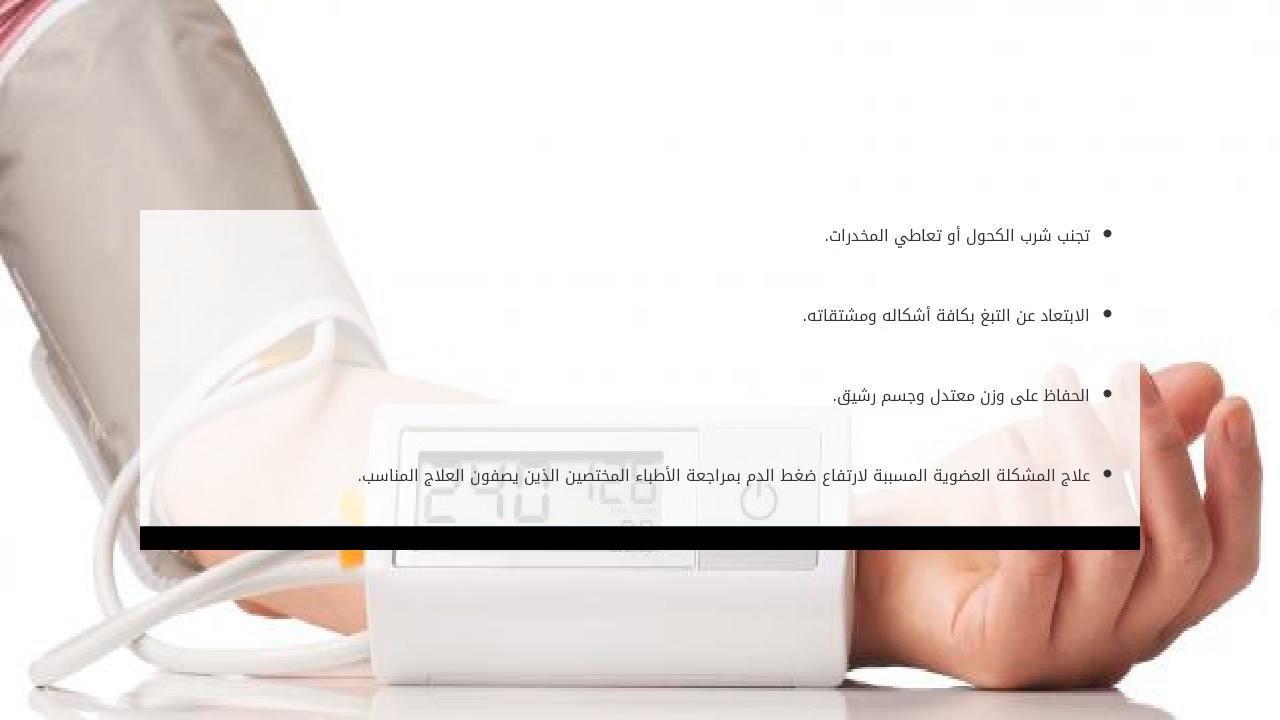 • تجنب شرب الكحول أو تعاطي المخدرات.
• الابتعاد عن التبغ بكافة أشكاله ومشتقاته.
• الحفاظ على وزن معتدل وجسم رشيق.
• علاج المشكلة العضوية المسببة لارتفاع ضغط الدم بمراجعة الأطباء المختصين الذين يصفون العلاج المناسب.